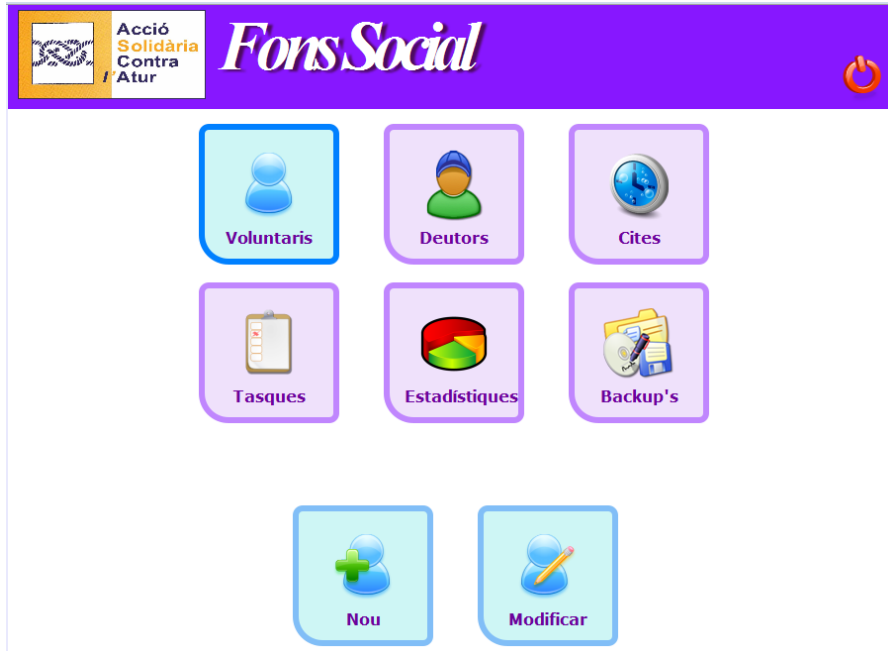 Acció
Solidària
Contra
l'Atur
Fons Social
Voluntaris
Deutors
Cites
Tasques
Estadístiques
Backup's
Nou
Modificar